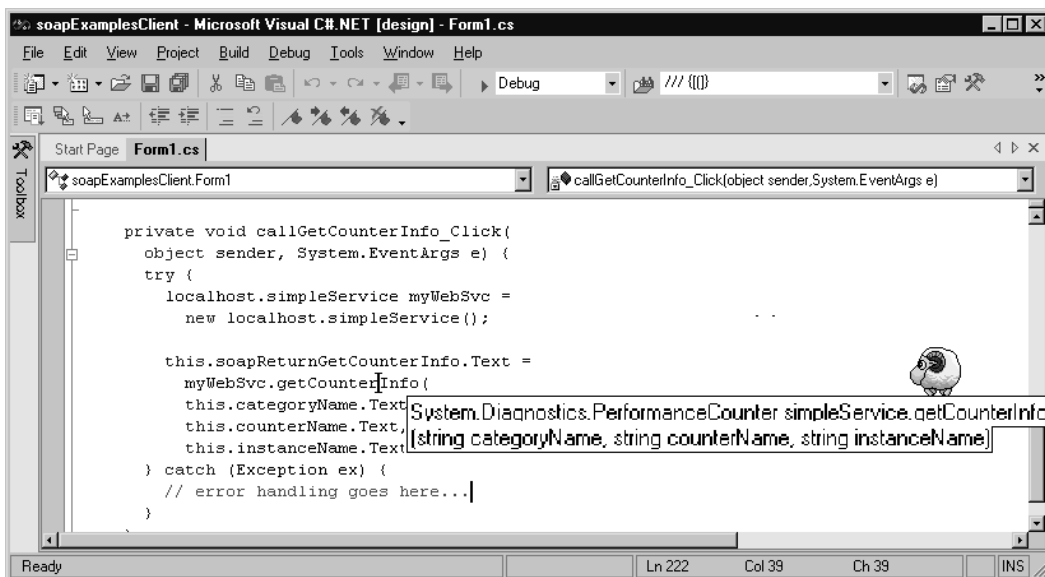 soapExamplesClient - Microsoft Visual C#.NET [design] - Form1.cs
File Edit View Project Build Debug Tools Window Help
Debug /// {[(]}
Start Page Form1.cs
Toolbox
soapExamplesClient.Form1 callGetCounterInfo_Click(object sender,System.EventArgs e)
private void callGetCounterInfo_Click(
object sender, System.EventArgs e) {
try {
localhost.simpleService myWebSvc =
new localhost.simpleService();
this.soapReturnGetCounterInfo.Text =
myWebSvc.getCounterInfo(
this.categoryName.Text
System.Diagnostics.PerformanceCounter simpleService.getCounterInfo
this.counterName.Text,
(string categoryName, string counterName, string instanceName)
this.instanceName.Text
} catch (Exception ex) {
// error handling goes here...
}
Ready Ln 222 Col 39 Ch 39 INS